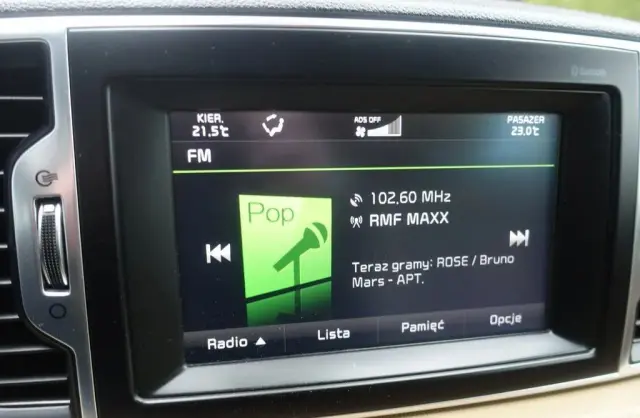 Bluetooth
KIER. ADS OFF PASAŻER
21.5°C 23.0°C
FM
Pop
102.60 MHz
RMF MAXX
Teraz gramy: ROSE / Bruno
Mars - APT.
Radio ▲ Lista Pamięć Opcje